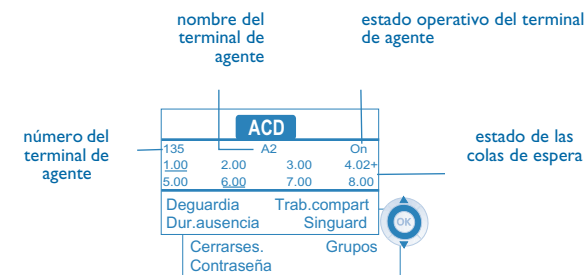 nombre del
terminal de
agente
estado operativo del terminal
de agente
número del
terminal de
agente
ACD
135 A2 On
1.00 2.00 3.00 4.02+
5.00 6.00 7.00 8.00
estado de las
colas de espera
Deguardia Trab.compart
Dur.ausencia Singuard
OK
Cerrarses. Grupos
Contraseña